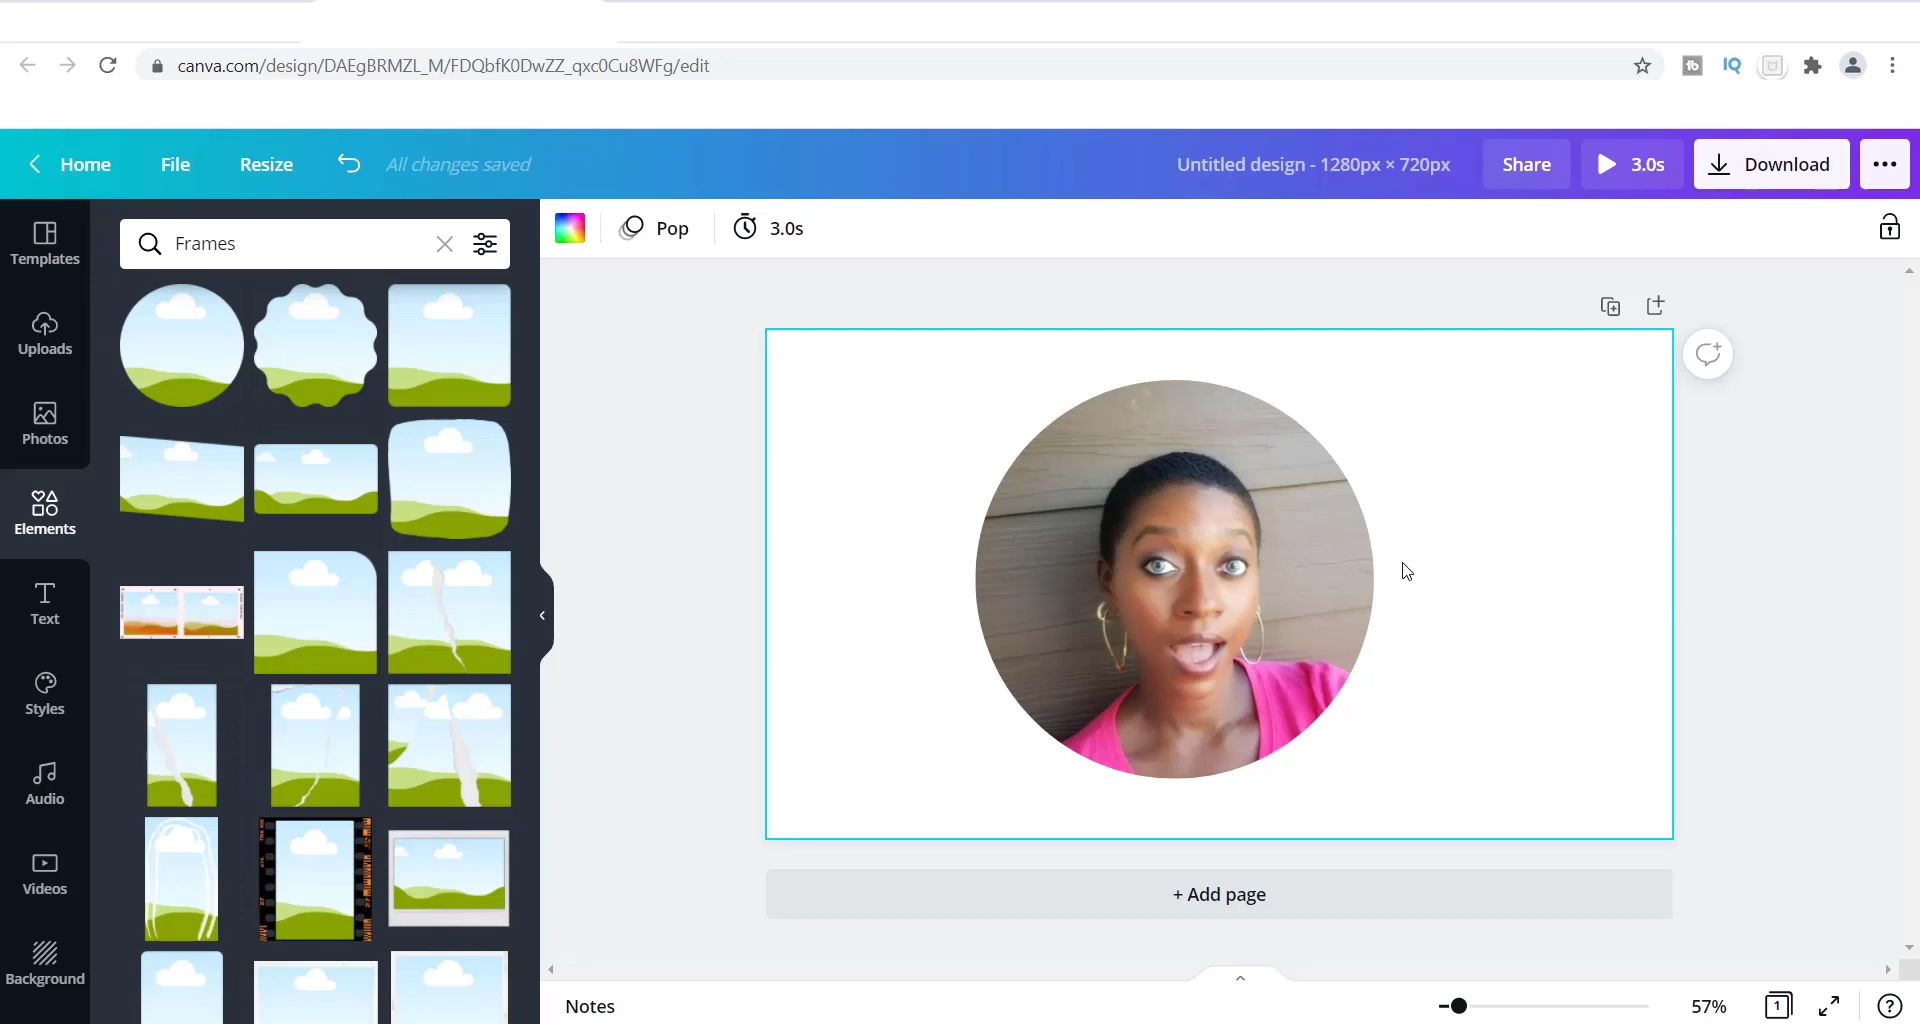 canva.com/design/DAEgBRMZL_M/FDQbfK0DwZZ_qxc0Cu8WFg/edit
Home
File
Resize
All changes saved
Untitled design - 1280px × 720px
Share
3.0s
Download
Templates
Uploads
Photos
Elements
Text
Styles
Audio
Videos
Background
Frames
Pop
3.0s
+ Add page
Notes
57%
1
?
tb
IQ